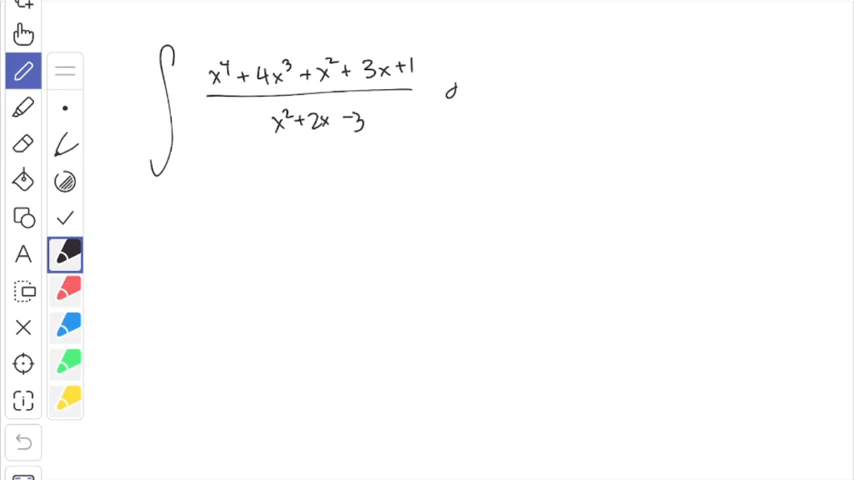 ∫ x⁴ + 4x³ + x² + 3x + 1 d
x² + 2x - 3
A